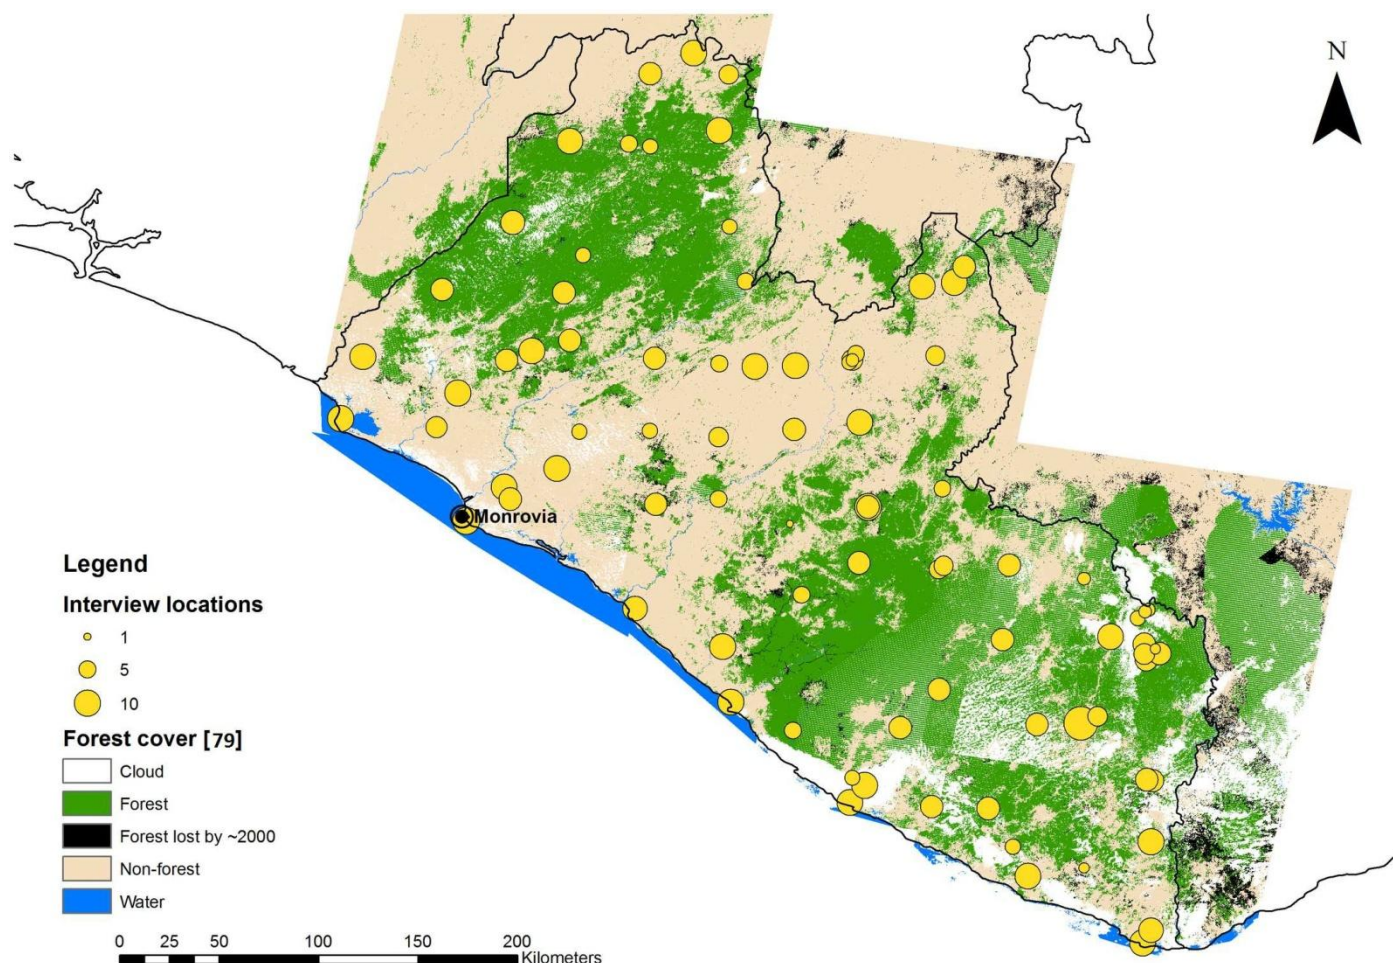 N
Monrovia
Legend
Interview locations
1
5
10
Forest cover [79]
Cloud
Forest
Forest lost by ~2000
Non-forest
Water
0 25 50 100 150 200
Kilometers